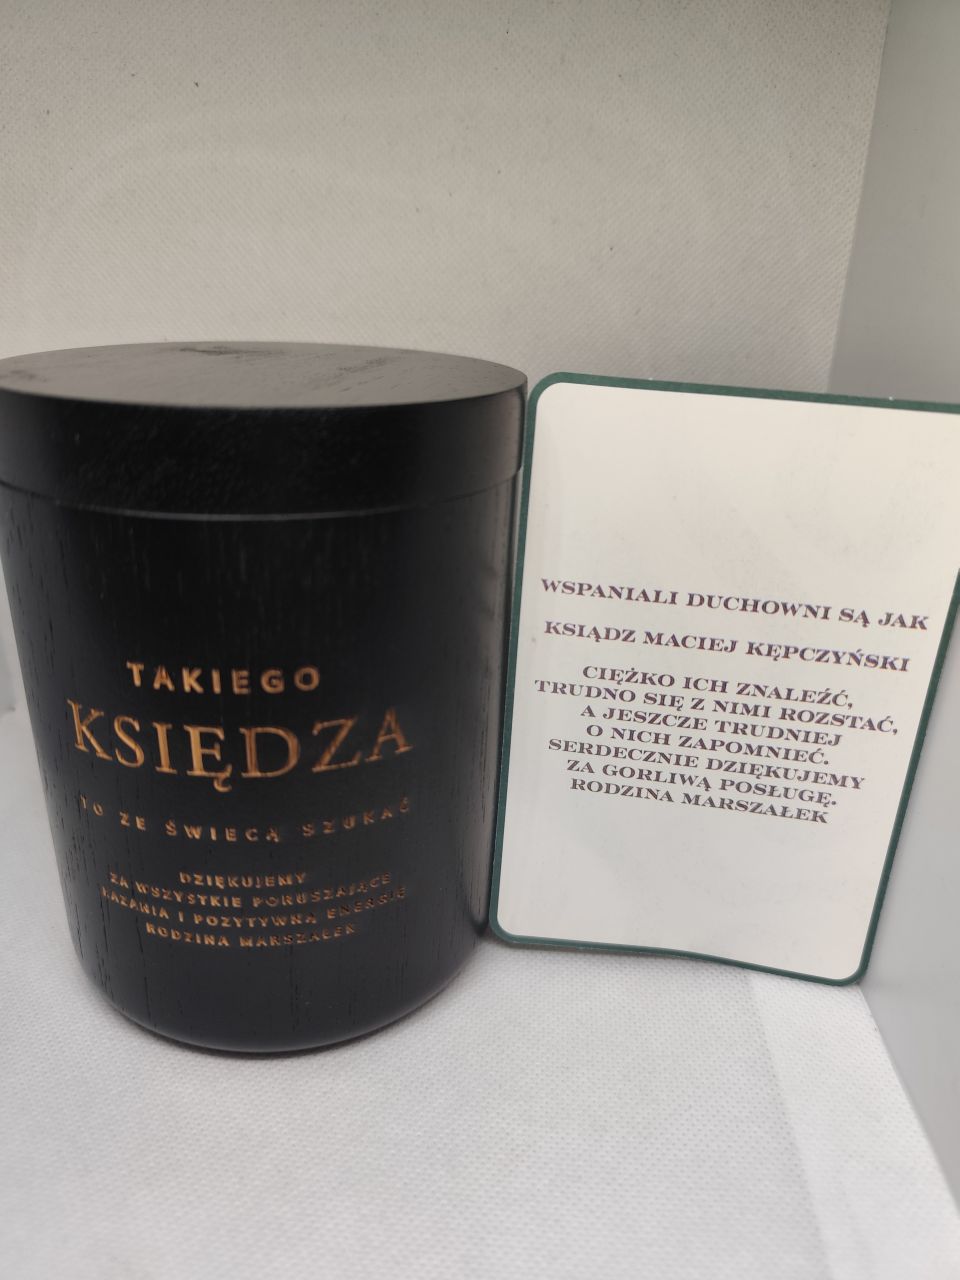 TAKIEGO
KSIĘDZA
TO ZE ŚWIECĄ SZUKAĆ
DZIĘKUJEMY
ZA WSZYSTKIE PORUSZAJĄCE
KAZANIA I POZYTYWNĄ ENERGIĘ
RODZINA MARSZAŁEK
WSPANIALI DUCHOWNI SĄ JAK
KSIĄDZ MACIEJ KĘPCZYŃSKI
CIĘŻKO ICH ZNALEŹĆ,
TRUDNO SIĘ Z NIMI ROZSTAĆ,
A JESZCZE TRUDNIEJ
O NICH ZAPOMNIEĆ.
SERDECZNIE DZIĘKUJEMY
ZA GORLIWĄ POSŁUGĘ.
RODZINA MARSZAŁEK